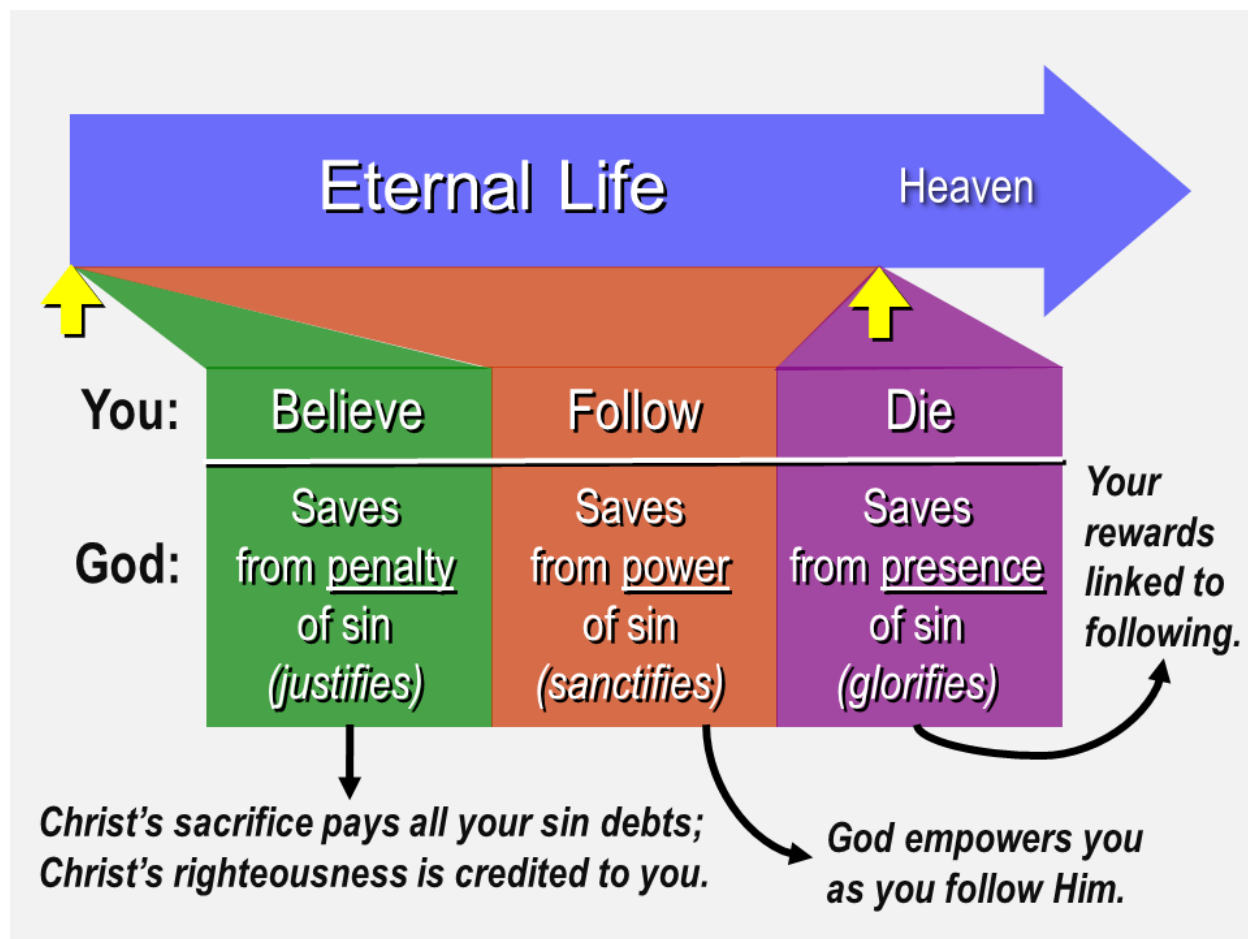 Eternal Life
Heaven
You:
Believe
Follow
Die
God:
Saves
from penalty
of sin
(justifies)
Saves
from power
of sin
(sanctifies)
Saves
from presence
of sin
(glorifies)
Your
rewards
linked to
following.
Christ’s sacrifice pays all your sin debts;
Christ’s righteousness is credited to you.
God empowers you
as you follow Him.